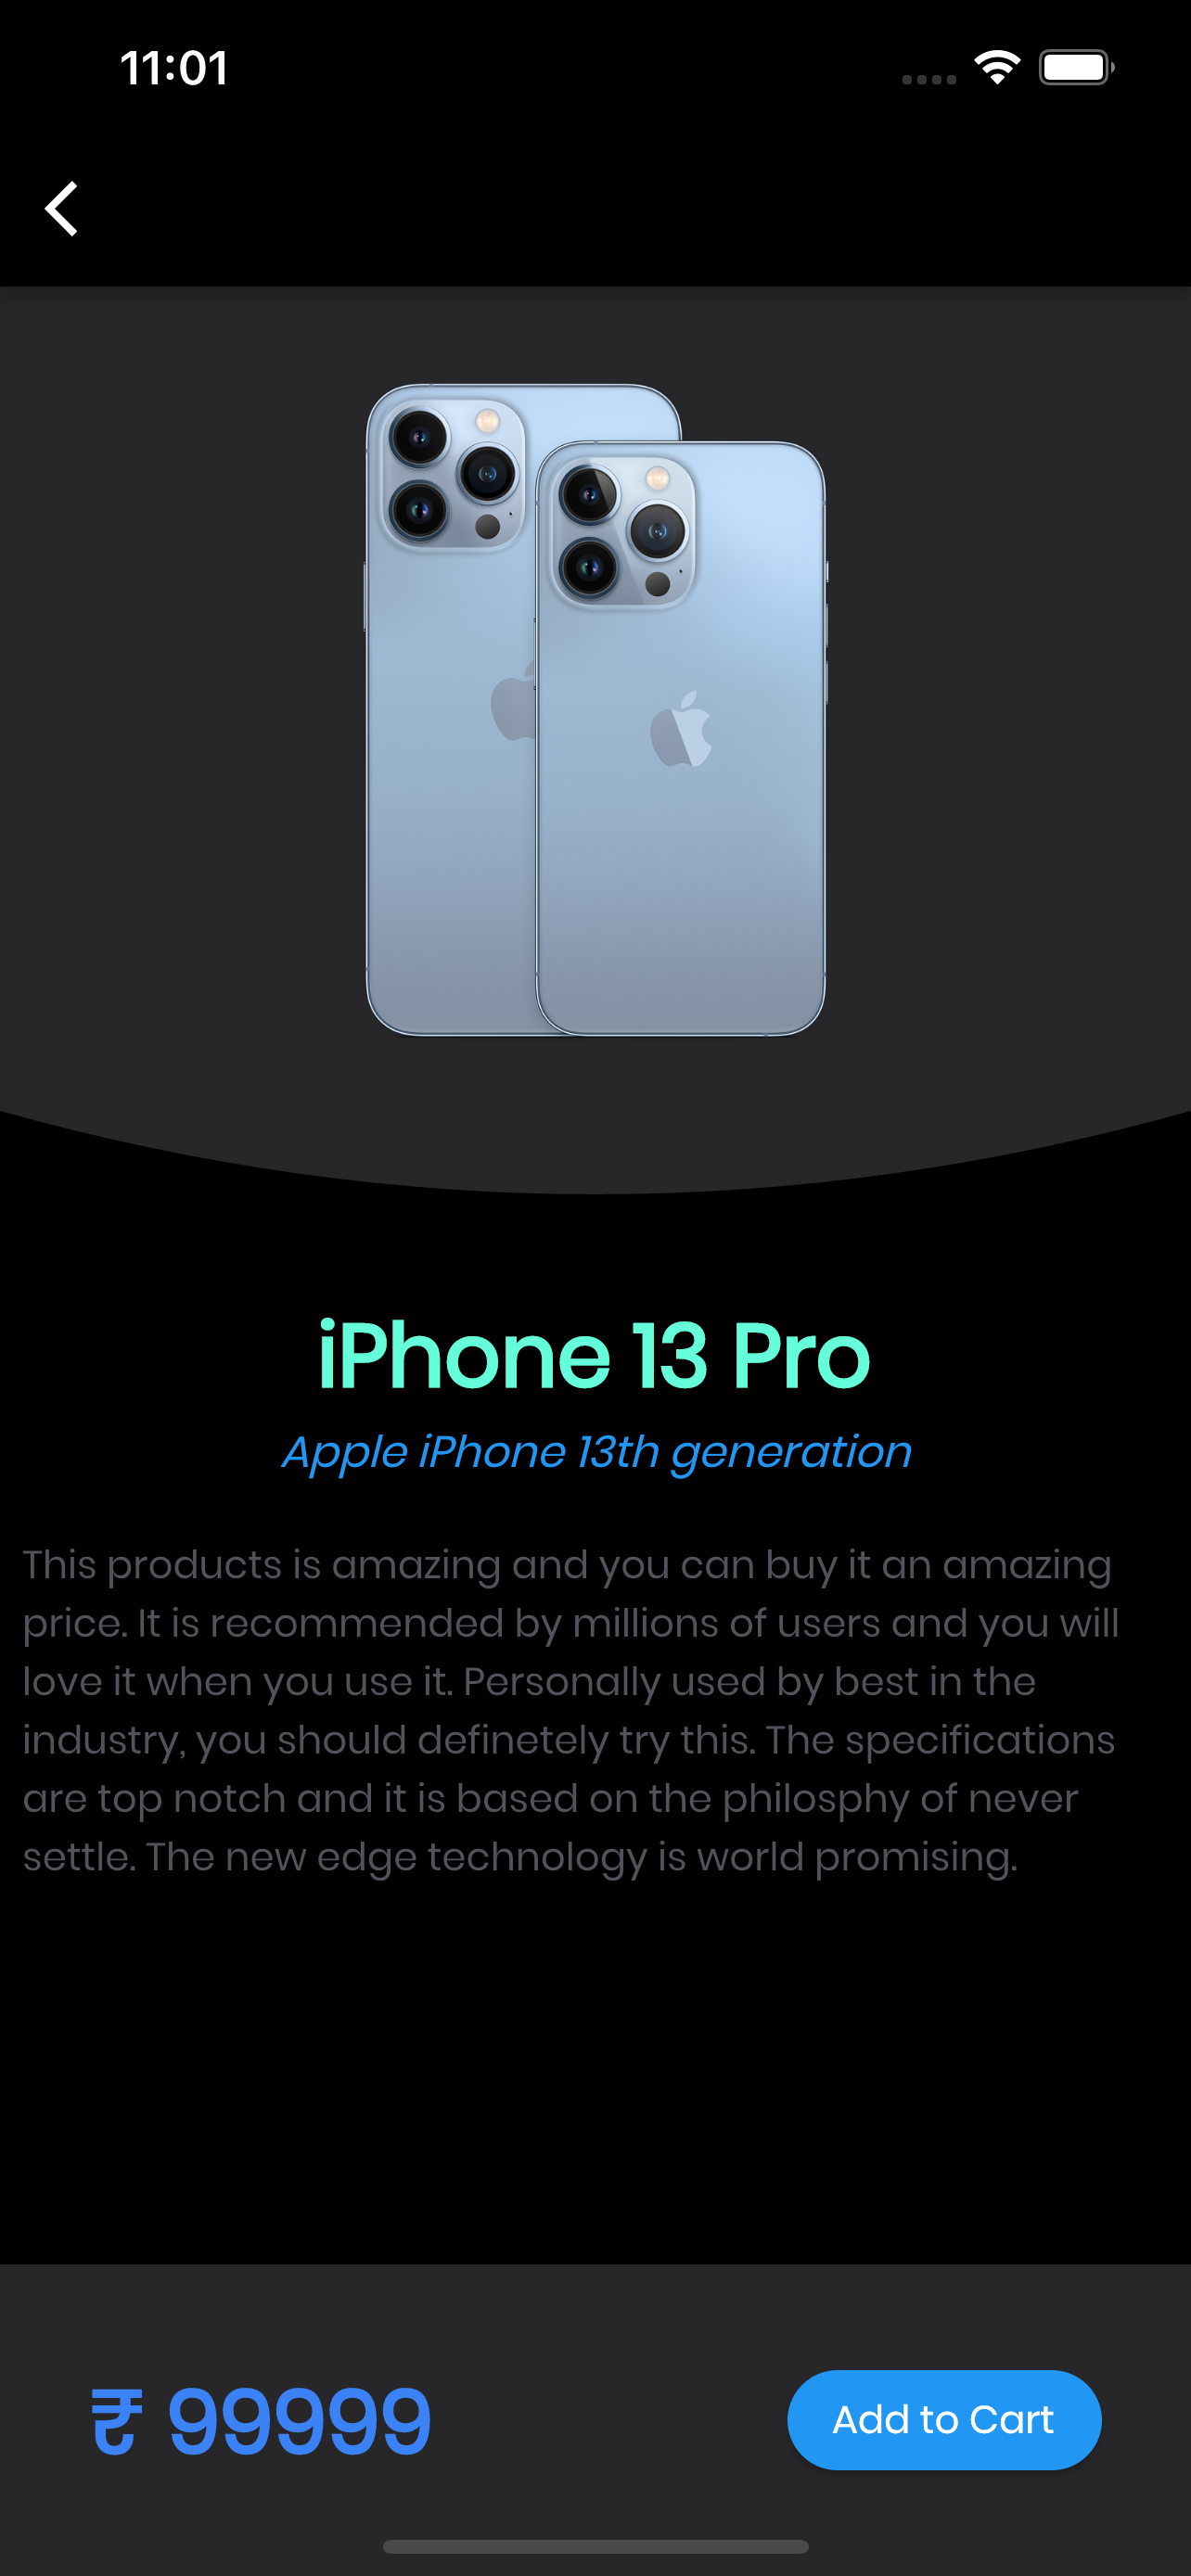 11:01
iPhone 13 Pro
Apple iPhone 13th generation
This products is amazing and you can buy it an amazing
price. It is recommended by millions of users and you will
love it when you use it. Personally used by best in the
industry, you should definetely try this. The specifications
are top notch and it is based on the philosphy of never
settle. The new edge technology is world promising.
₹ 99999
Add to Cart